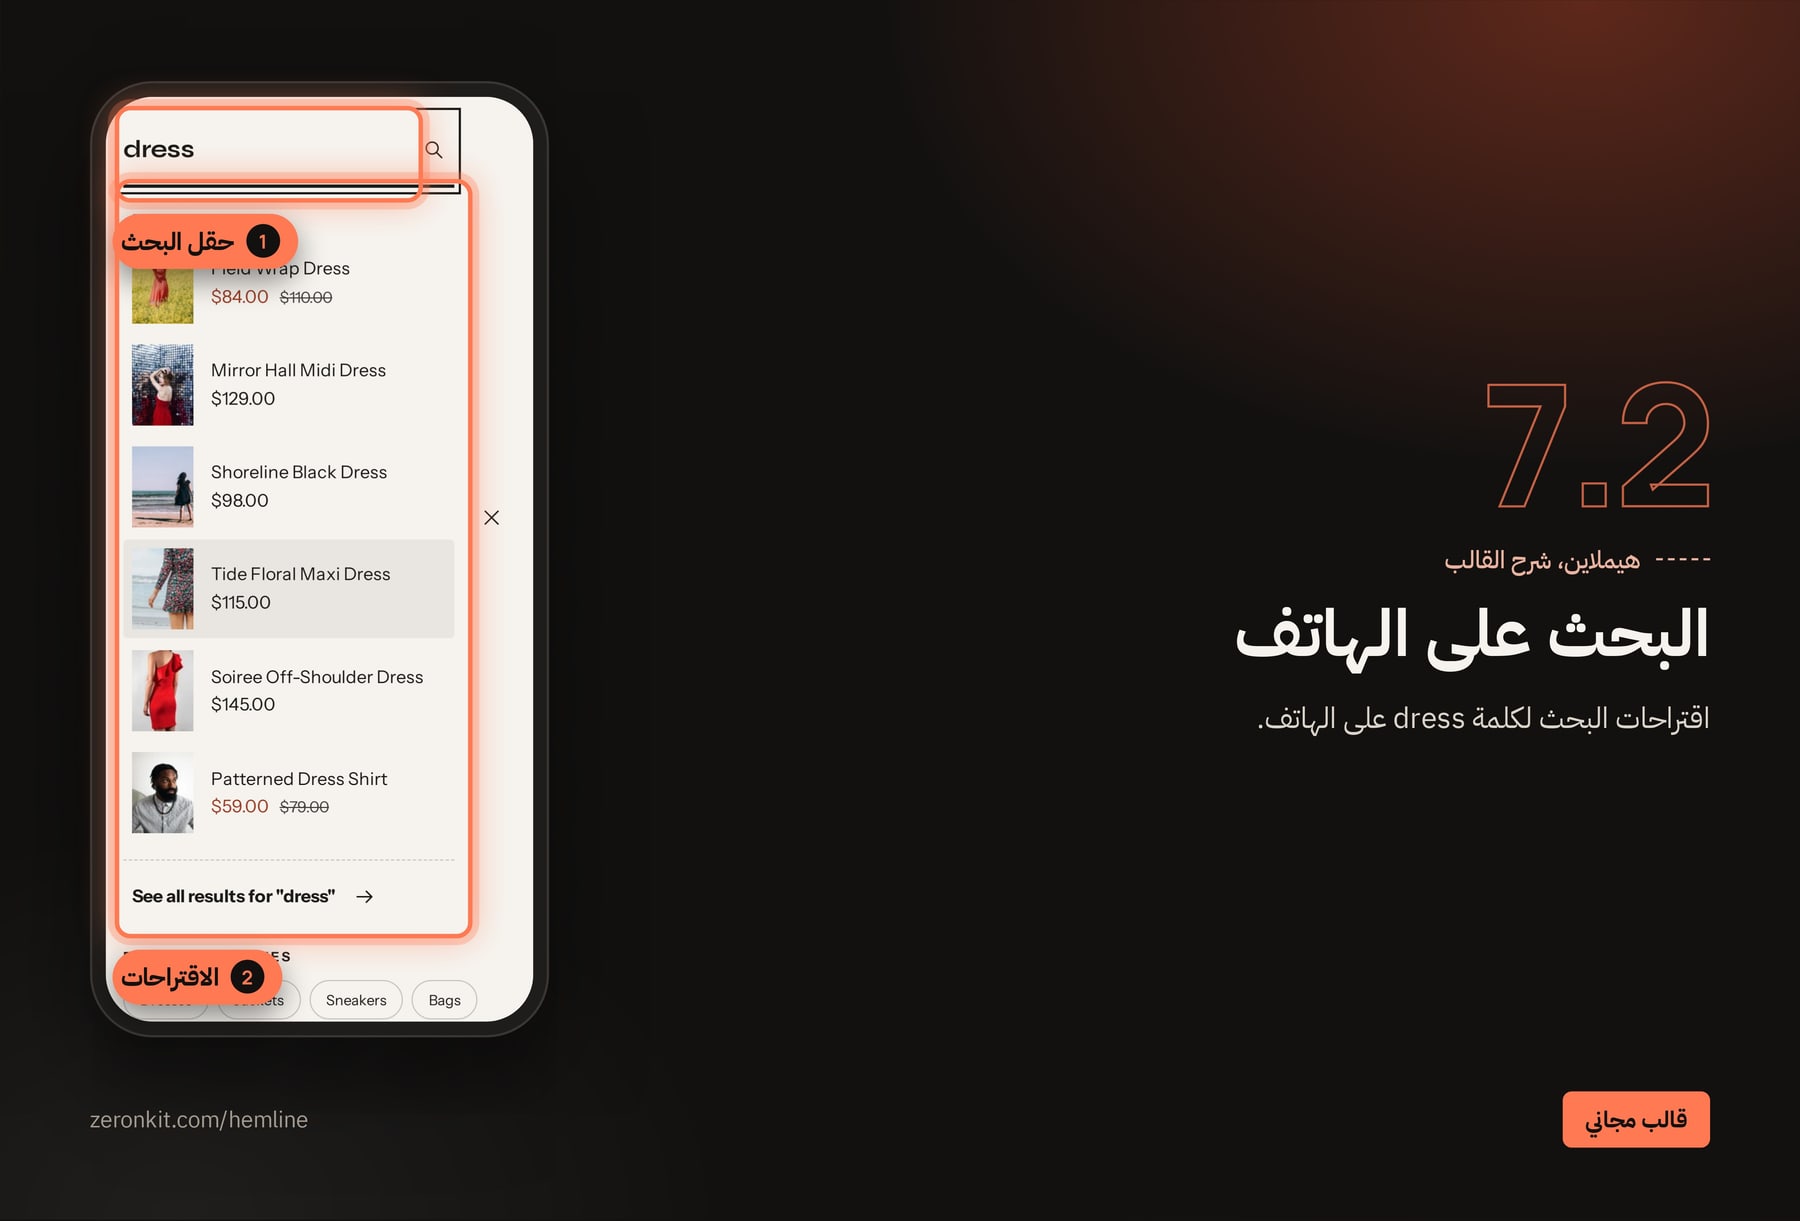 7.2
هيملاين، شرح القالب
البحث على الهاتف
اقتراحات البحث لكلمة dress على الهاتف.
dress
حقل البحث 1
Field Wrap Dress
$84.00 $110.00
Mirror Hall Midi Dress
$129.00
Shoreline Black Dress
$98.00
Tide Floral Maxi Dress
$115.00
Soiree Off-Shoulder Dress
$145.00
Patterned Dress Shirt
$59.00 $79.00
See all results for "dress" →
الاقتراحات 2
Sneakers
Bags
zeronkit.com/hemline
قالب مجاني